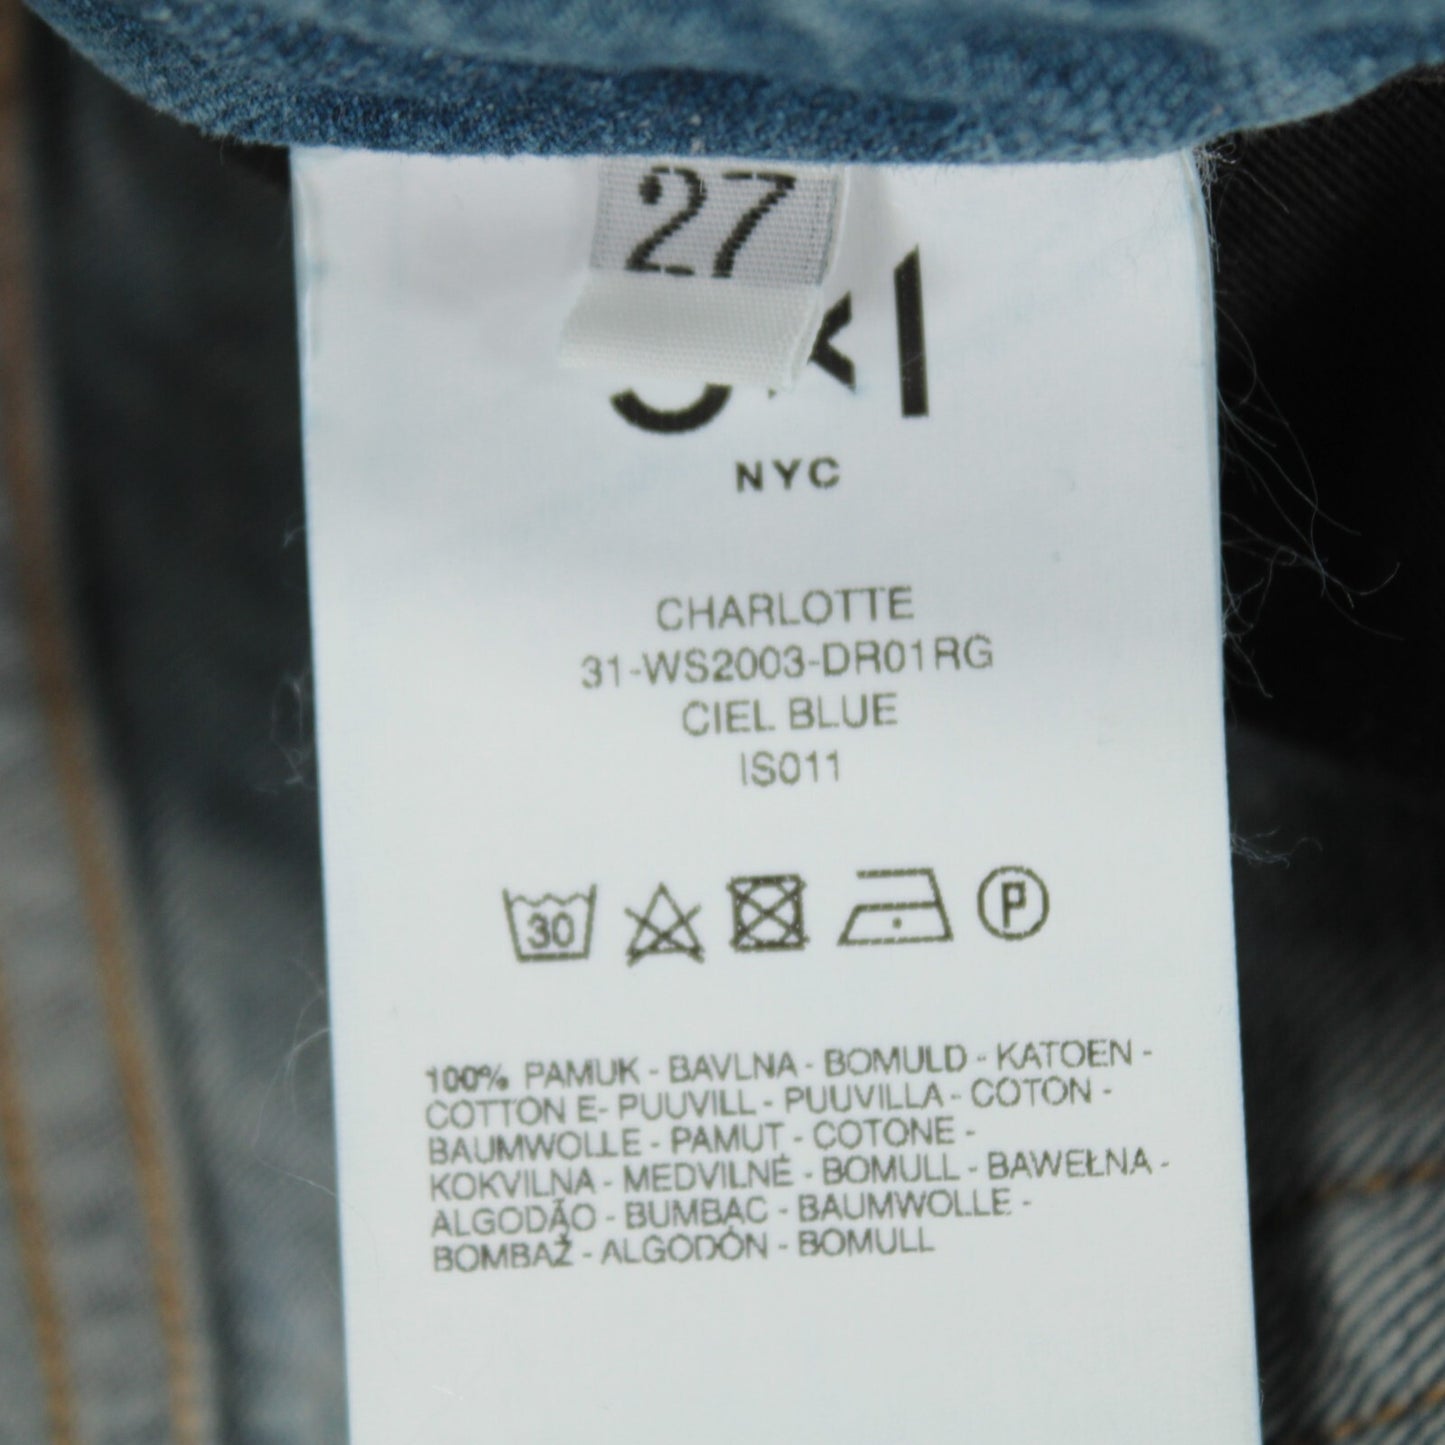 27
NYC
CHARLOTTE
31-WS2003-DR01RG
CIEL BLUE
IS011
30
P
100% PAMUK - BAVLNA - BOMULD - KATOEN -
COTTON E- PUUVILL - PUUVILLA - COTON -
BAUMWOLLE - PAMUT - COTONE -
KOKVILNA - MEDVILNĖ - BOMULL - BAWEŁNA -
ALGODÃO - BUMBAC - BAUMWOLLE -
BOMBAŽ - ALGODÓN - BOMULL